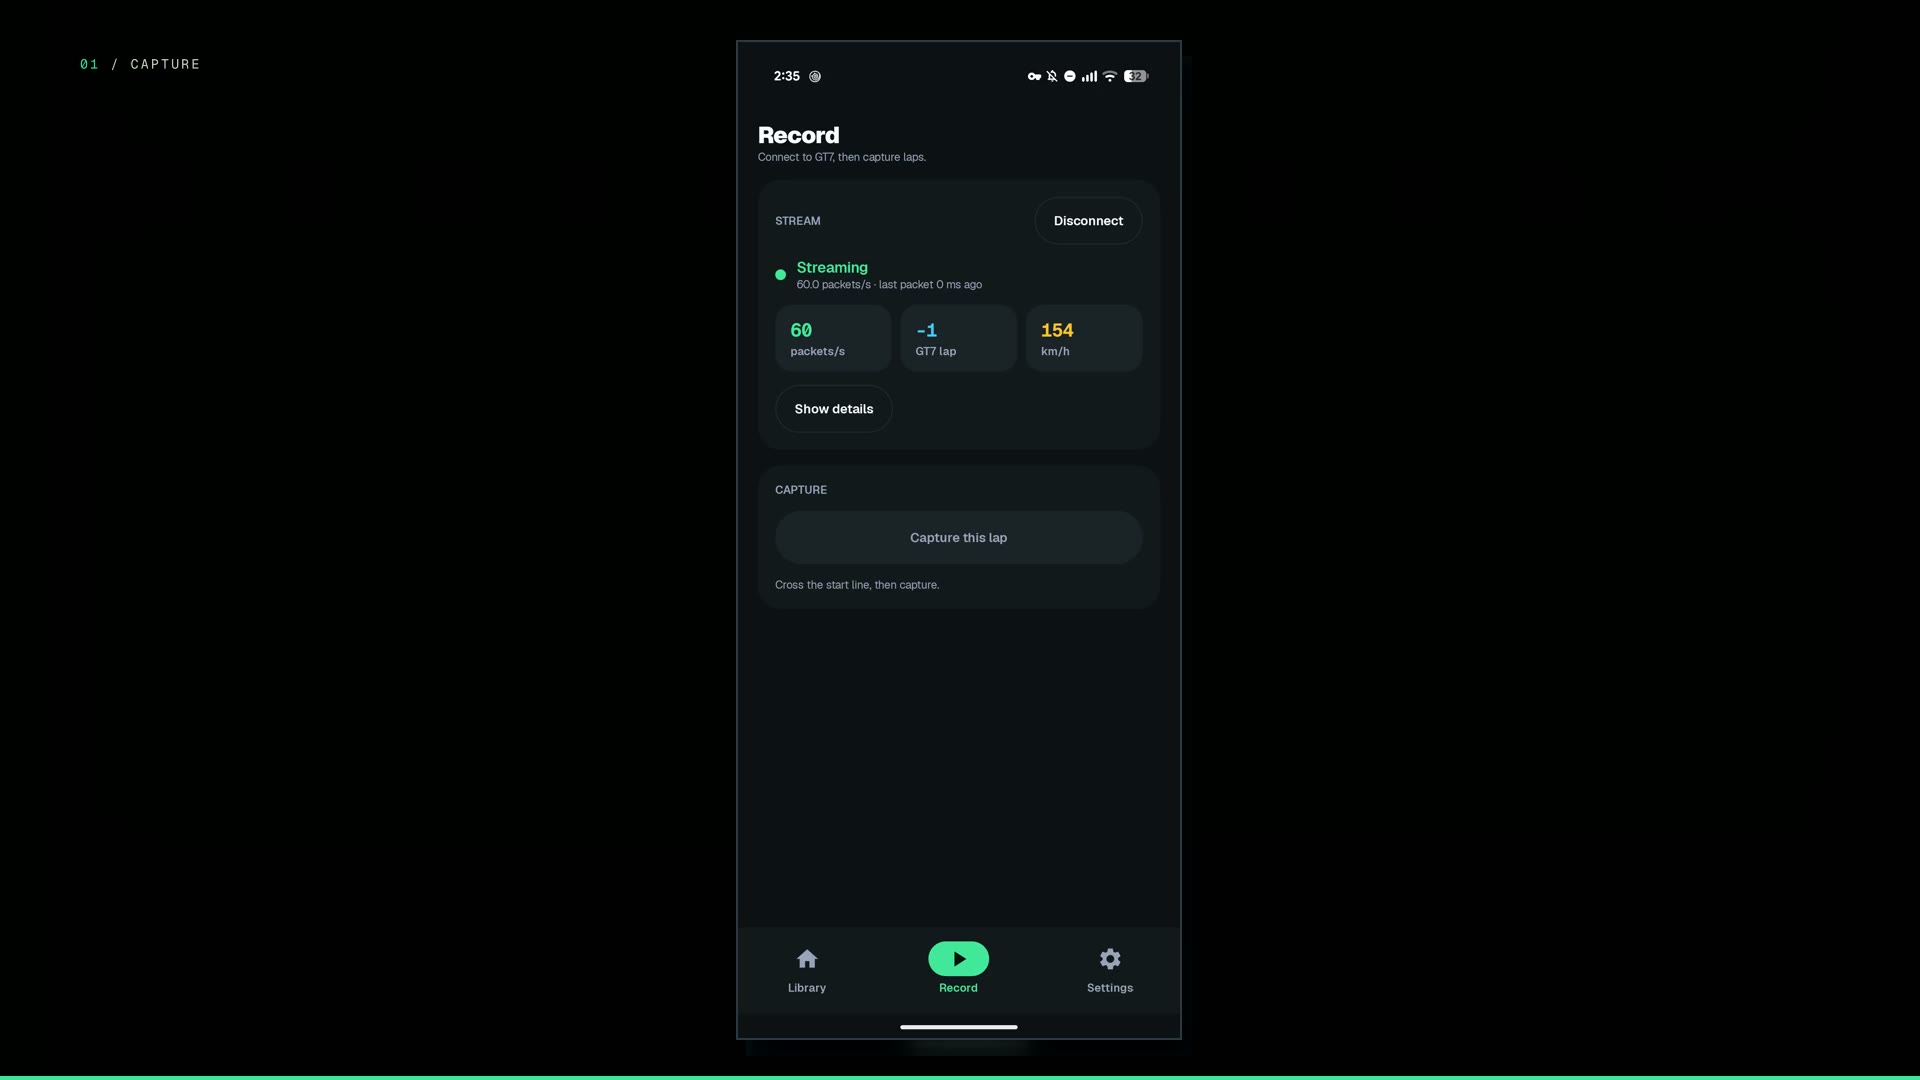 01 / CAPTURE
2:35
32
Record
Connect to GT7, then capture laps.
STREAM
Disconnect
Streaming
60.0 packets/s · last packet 0 ms ago
60
packets/s
-1
GT7 lap
154
km/h
Show details
CAPTURE
Capture this lap
Cross the start line, then capture.
Library
Record
Settings